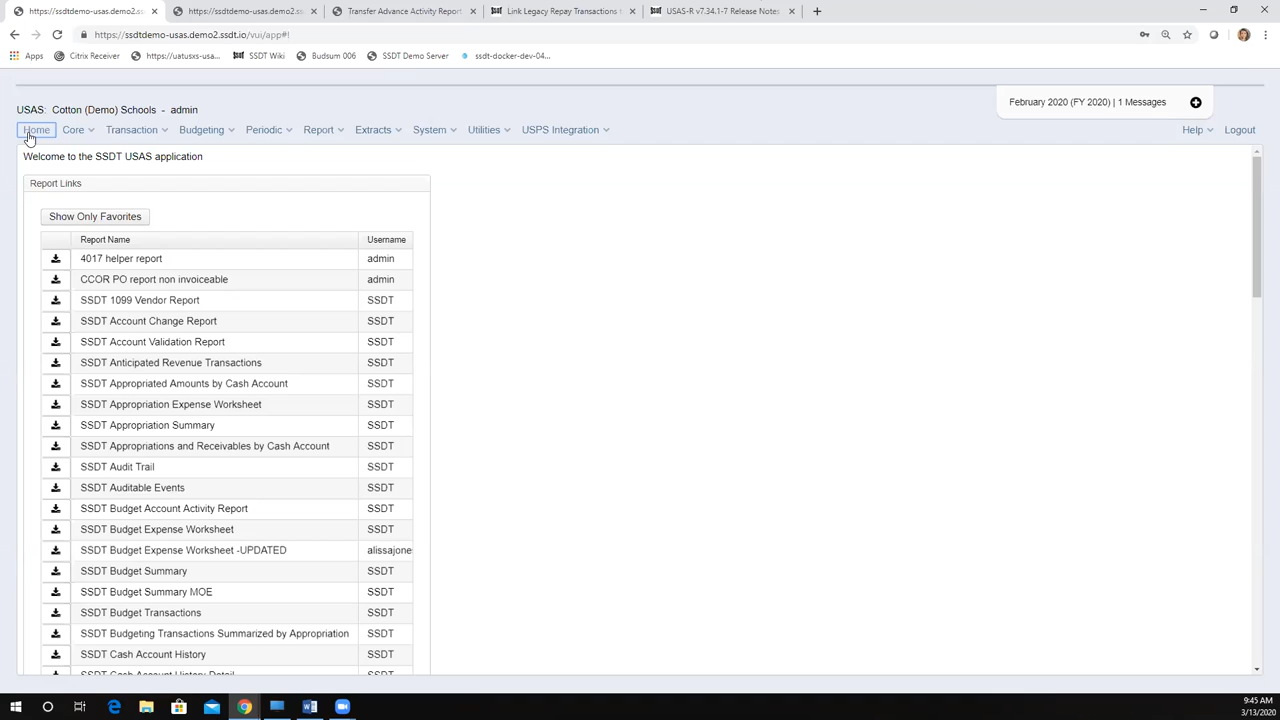 https://ssdtdemo-usas.demo2.ss...
https://ssdtdemo-usas.demo2.ss...
Transfer Advance Activity Report
Link Legacy Repay Transactions t
USAS-R v7.34.1-7 Release Notes
https://ssdtdemo-usas.demo2.ssdt.io/vui/app#!
Apps
Citrix Receiver
https://uatusxs-usa...
SSDT Wiki
Budsum 006
SSDT Demo Server
ssdt-docker-dev-04...
USAS: Cotton (Demo) Schools - admin
February 2020 (FY 2020) | 1 Messages
Home
Core
Transaction
Budgeting
Periodic
Report
Extracts
System
Utilities
USPS Integration
Help
Logout
Welcome to the SSDT USAS application
Report Links
Show Only Favorites
Report Name Username
4017 helper report admin
CCOR PO report non invoiceable admin
SSDT 1099 Vendor Report SSDT
SSDT Account Change Report SSDT
SSDT Account Validation Report SSDT
SSDT Anticipated Revenue Transactions SSDT
SSDT Appropriated Amounts by Cash Account SSDT
SSDT Appropriation Expense Worksheet SSDT
SSDT Appropriation Summary SSDT
SSDT Appropriations and Receivables by Cash Account SSDT
SSDT Audit Trail SSDT
SSDT Auditable Events SSDT
SSDT Budget Account Activity Report SSDT
SSDT Budget Expense Worksheet SSDT
SSDT Budget Expense Worksheet -UPDATED alissajone
SSDT Budget Summary SSDT
SSDT Budget Summary MOE SSDT
SSDT Budget Transactions SSDT
SSDT Budgeting Transactions Summarized by Appropriation SSDT
SSDT Cash Account History SSDT
SSDT Cash Account History Detail SSDT
9:45 AM
3/13/2020